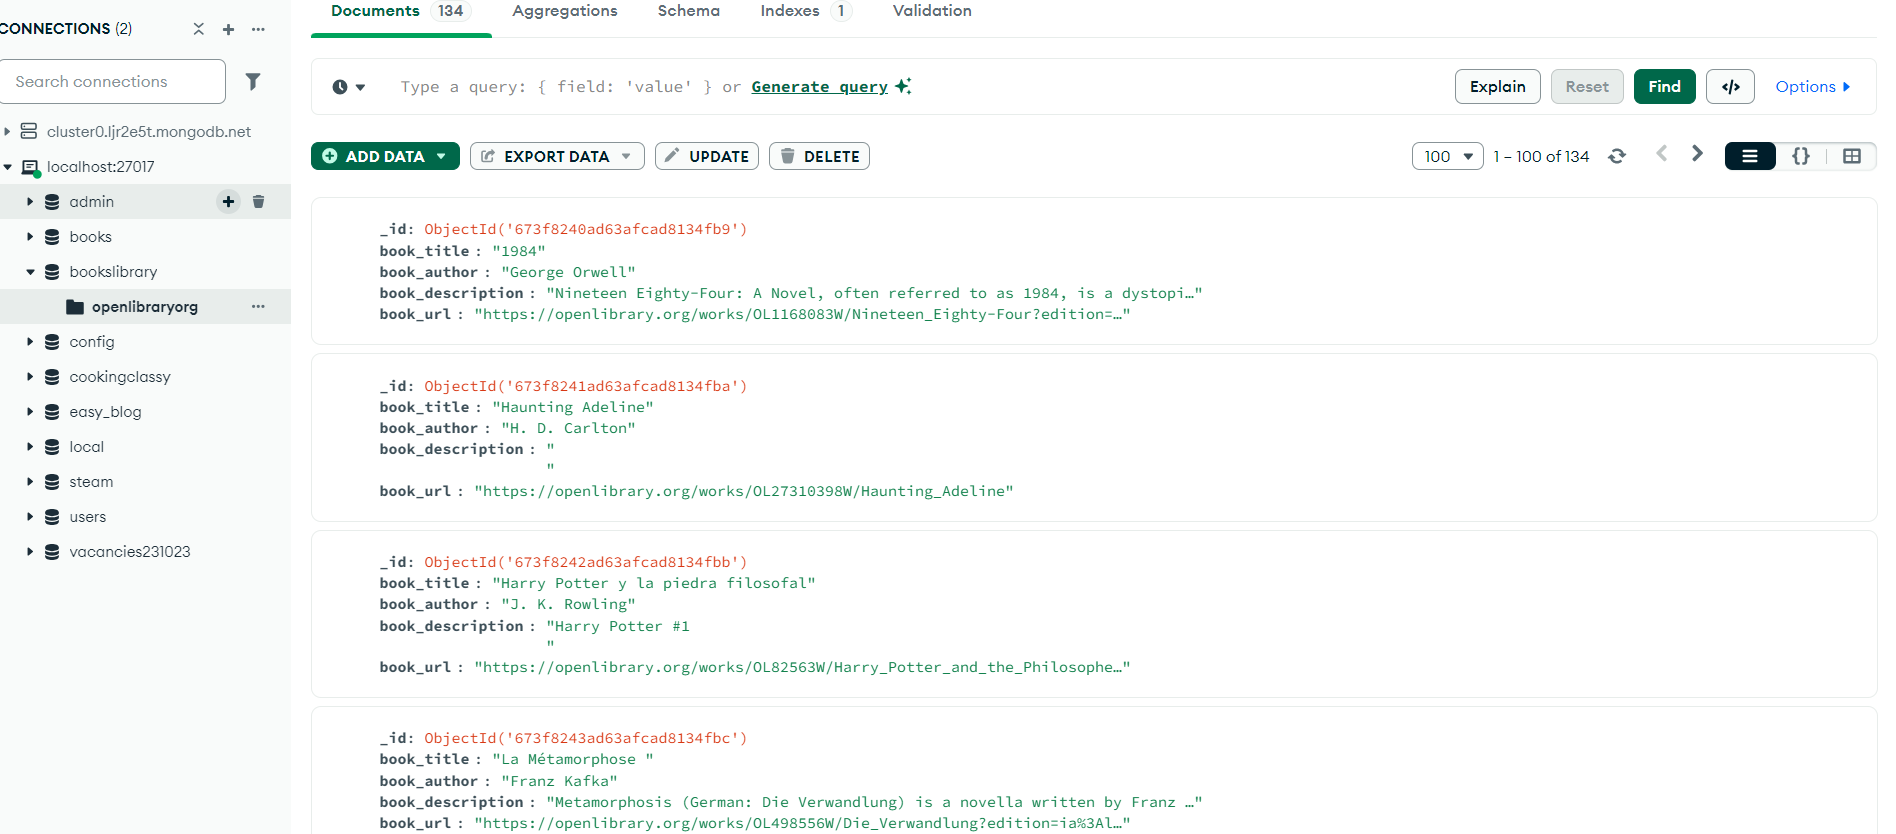 CONNECTIONS (2)
Search connections
cluster0.ljr2e5t.mongodb.net
localhost:27017
admin
books
bookslibrary
openlibraryorg
config
cookingclassy
easy_blog
local
steam
users
vacancies231023
Documents 134 Aggregations Schema Indexes 1 Validation
Type a query: { field: 'value' } or Generate query
Explain Reset Find </> Options
ADD DATA EXPORT DATA UPDATE DELETE 100 1 – 100 of 134 {}
_id: ObjectId('673f8240ad63afcad8134fb9')
book_title : "1984"
book_author : "George Orwell"
book_description : "Nineteen Eighty-Four: A Novel, often referred to as 1984, is a dystopi…"
book_url : "https://openlibrary.org/works/OL1168083W/Nineteen_Eighty-Four?edition=…"
_id: ObjectId('673f8241ad63afcad8134fba')
book_title : "Haunting Adeline"
book_author : "H. D. Carlton"
book_description : "
"
book_url : "https://openlibrary.org/works/OL27310398W/Haunting_Adeline"
_id: ObjectId('673f8242ad63afcad8134fbb')
book_title : "Harry Potter y la piedra filosofal"
book_author : "J. K. Rowling"
book_description : "Harry Potter #1
"
book_url : "https://openlibrary.org/works/OL82563W/Harry_Potter_and_the_Philosophe…"
_id: ObjectId('673f8243ad63afcad8134fbc')
book_title : "La Métamorphose "
book_author : "Franz Kafka"
book_description : "Metamorphosis (German: Die Verwandlung) is a novella written by Franz …"
book_url : "https://openlibrary.org/works/OL498556W/Die_Verwandlung?edition=ia%3Al…"